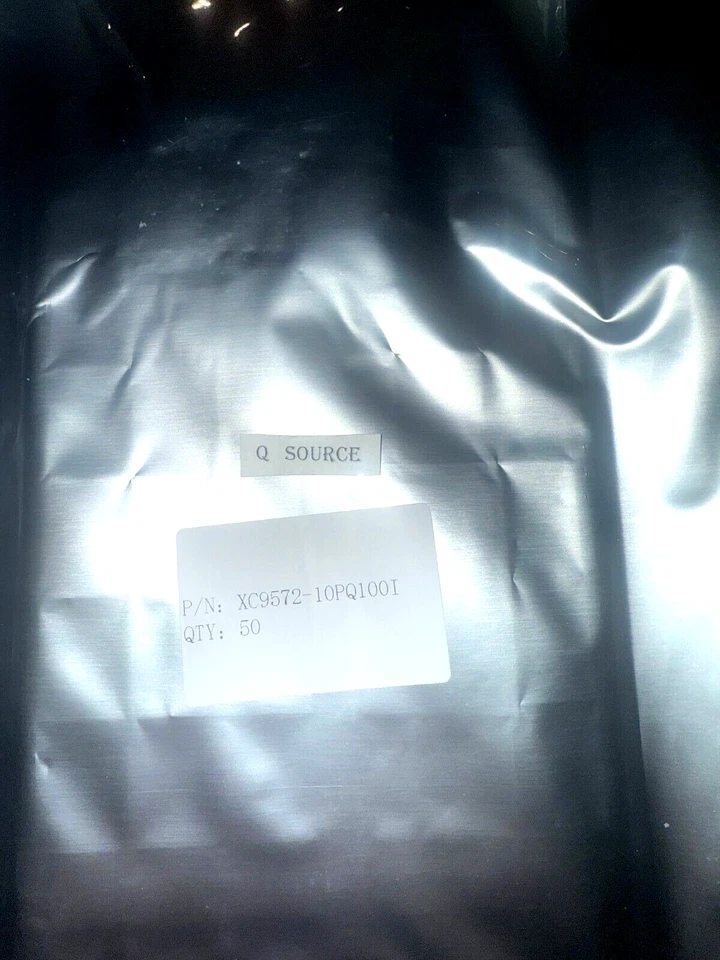 Q SOURCE
P/N: XC9572-10PQ100I
QTY: 50